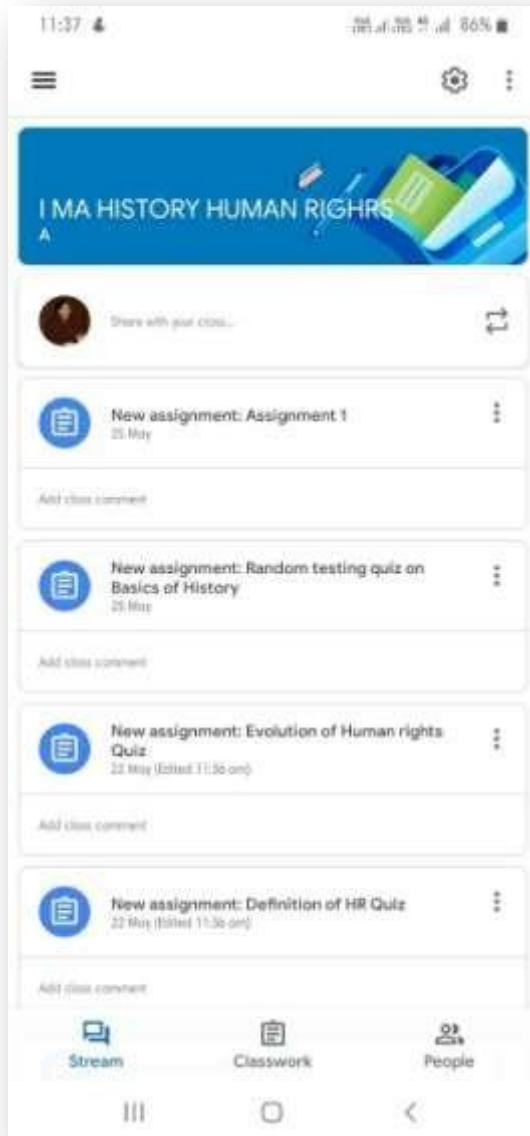 11:37
86%
I MA HISTORY HUMAN RIGHRS
A
Share with your class...
New assignment: Assignment 1
25 May
Add class comment
New assignment: Random testing quiz on
Basics of History
25 May
Add class comment
New assignment: Evolution of Human rights
Quiz
22 May (Edited 11:36 am)
Add class comment
New assignment: Definition of HR Quiz
22 May (Edited 11:36 am)
Add class comment
Stream
Classwork
People